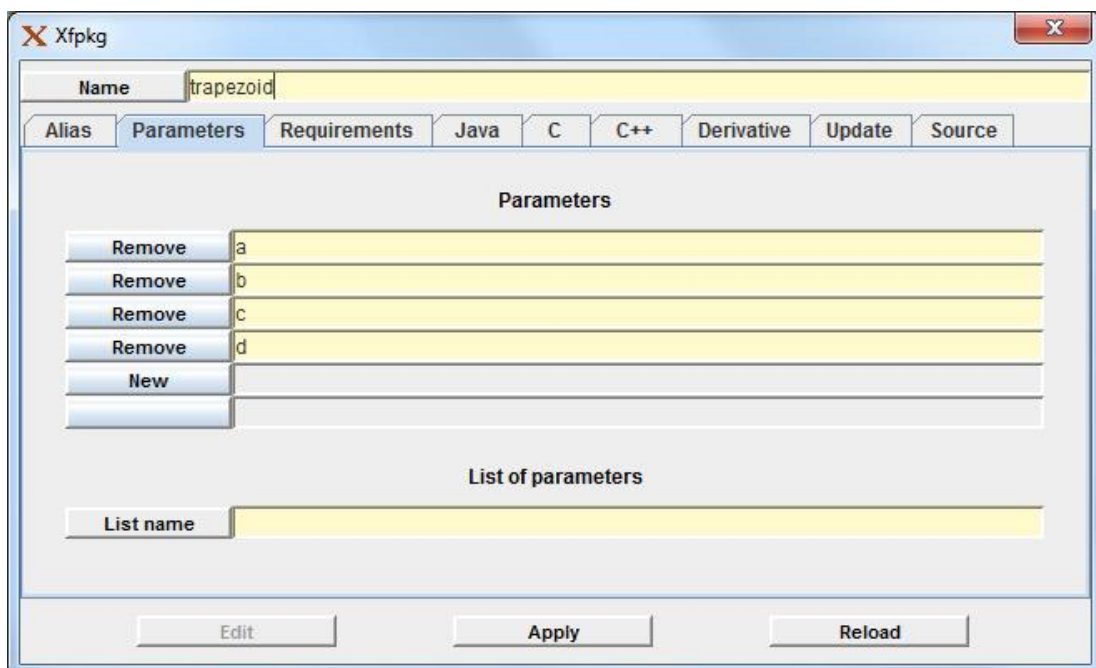 Xfpkg
Name trapezoid
Alias Parameters Requirements Java C C++ Derivative Update Source
Parameters
Remove a
Remove b
Remove c
Remove d
New
List of parameters
List name
Edit Apply Reload